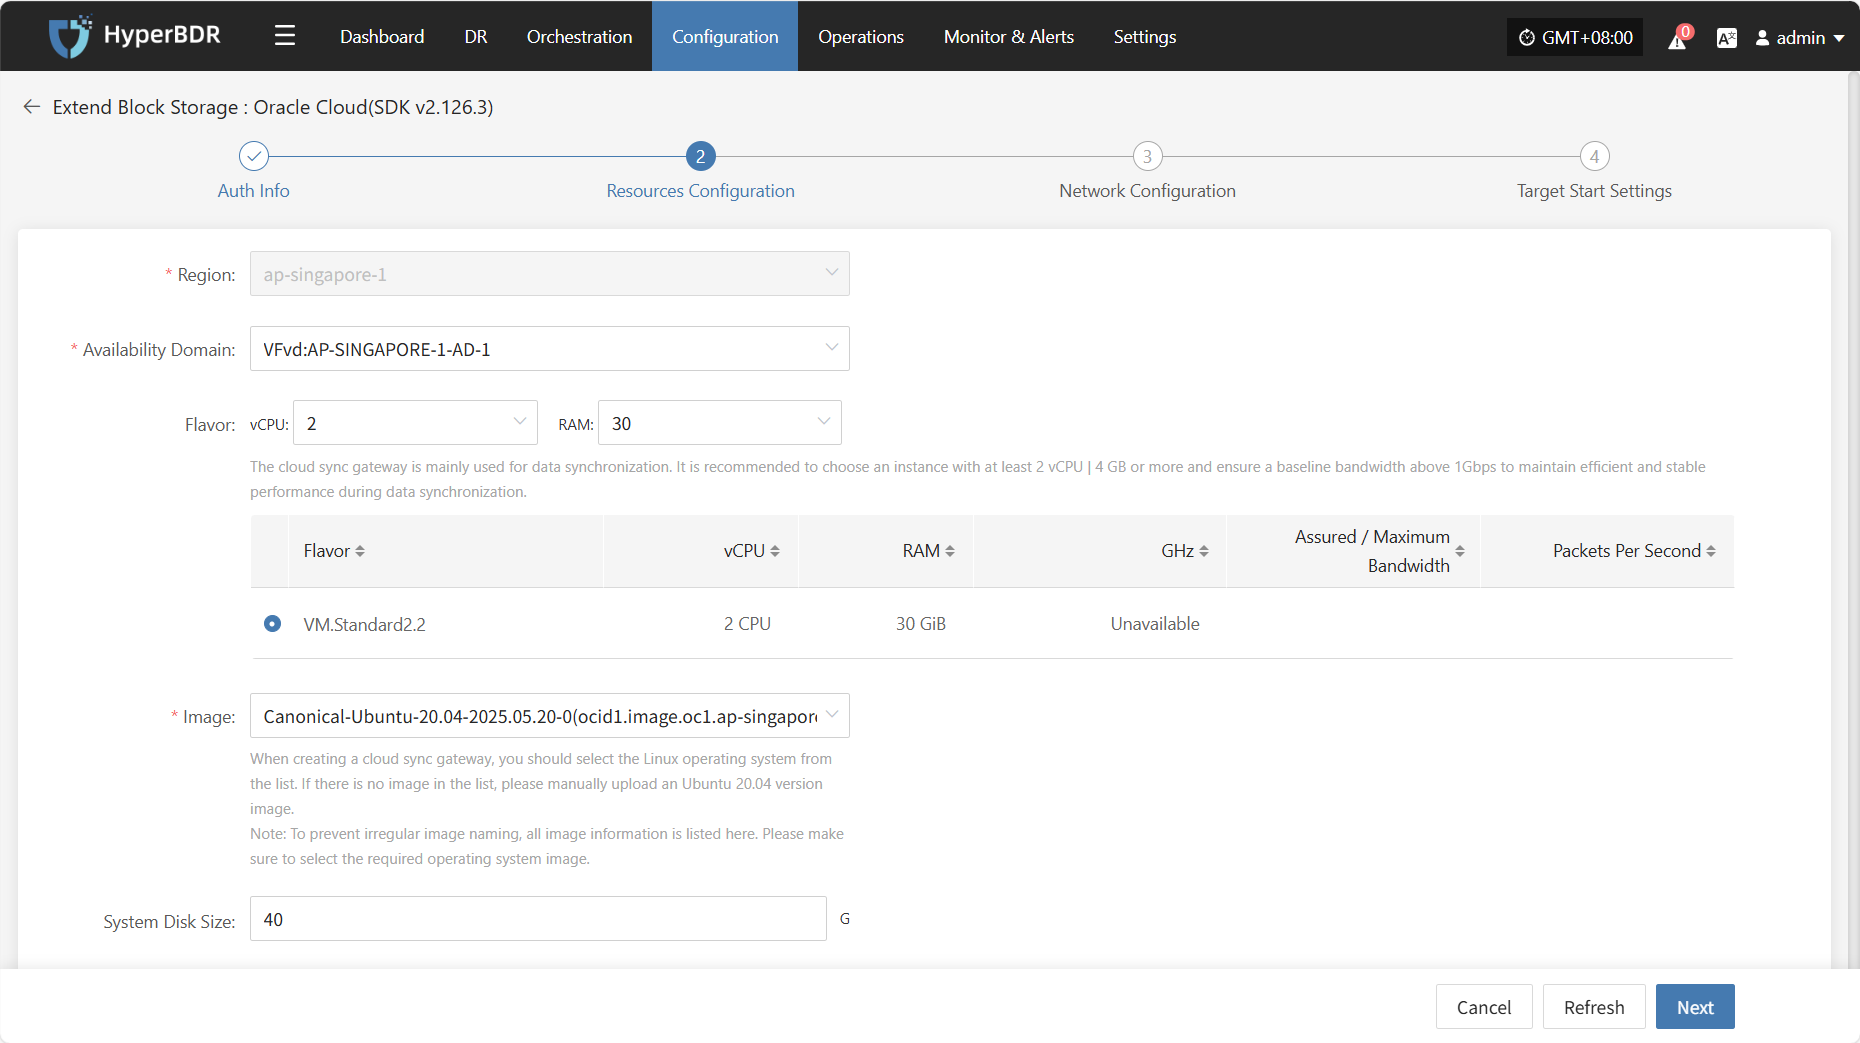 HyperBDR
Dashboard
DR
Orchestration
Configuration
Operations
Monitor & Alerts
Settings
GMT+08:00
0
admin
Extend Block Storage : Oracle Cloud(SDK v2.126.3)
2
3
4
Auth Info
Resources Configuration
Network Configuration
Target Start Settings
* Region:
ap-singapore-1
* Availability Domain:
VFvd:AP-SINGAPORE-1-AD-1
Flavor:
vCPU:
2
RAM:
30
The cloud sync gateway is mainly used for data synchronization. It is recommended to choose an instance with at least 2 vCPU | 4 GB or more and ensure a baseline bandwidth above 1Gbps to maintain efficient and stable
performance during data synchronization.
Flavor
vCPU
RAM
GHz
Assured / Maximum
Bandwidth
Packets Per Second
VM.Standard2.2
2 CPU
30 GiB
Unavailable
* Image:
Canonical-Ubuntu-20.04-2025.05.20-0(ocid1.image.oc1.ap-singapor
When creating a cloud sync gateway, you should select the Linux operating system from
the list. If there is no image in the list, please manually upload an Ubuntu 20.04 version
image.
Note: To prevent irregular image naming, all image information is listed here. Please make
sure to select the required operating system image.
System Disk Size:
40
G
Cancel
Refresh
Next